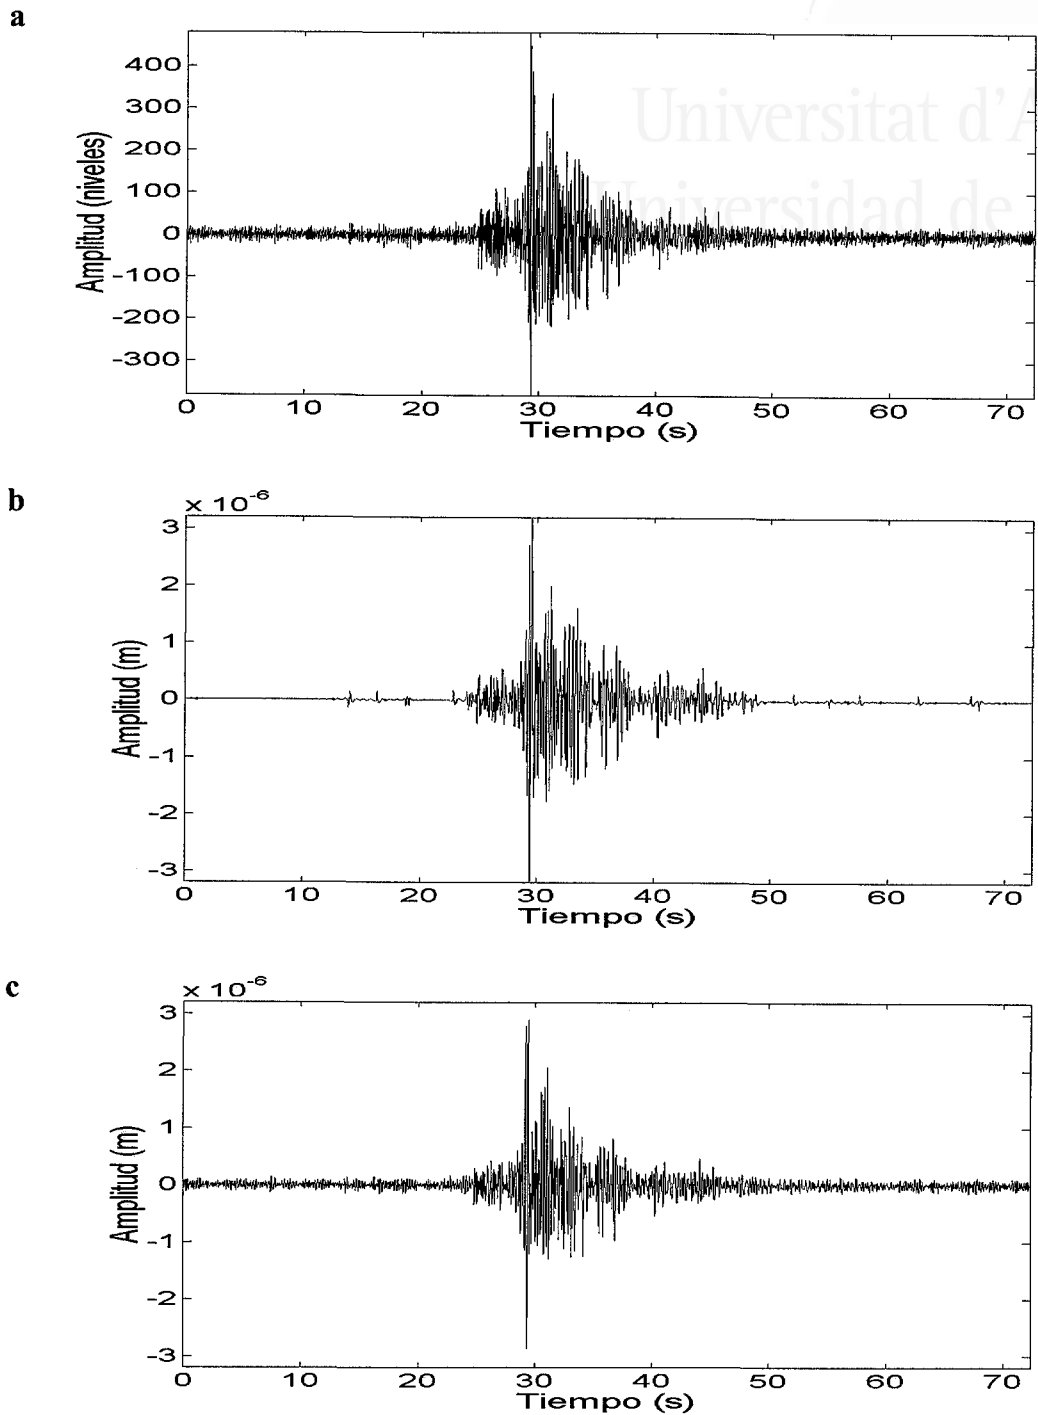 a
Universitat d'A
Universidad de
400
300
200
100
0
-100
-200
-300
Amplitud (niveles)
0 10 20 30 40 50 60 70
Tiempo (s)
b
x 10-6
3
2
1
0
-1
-2
-3
Amplitud (m)
0 10 20 30 40 50 60 70
Tiempo (s)
c
x 10-6
3
2
1
0
-1
-2
-3
Amplitud (m)
0 10 20 30 40 50 60 70
Tiempo (s)